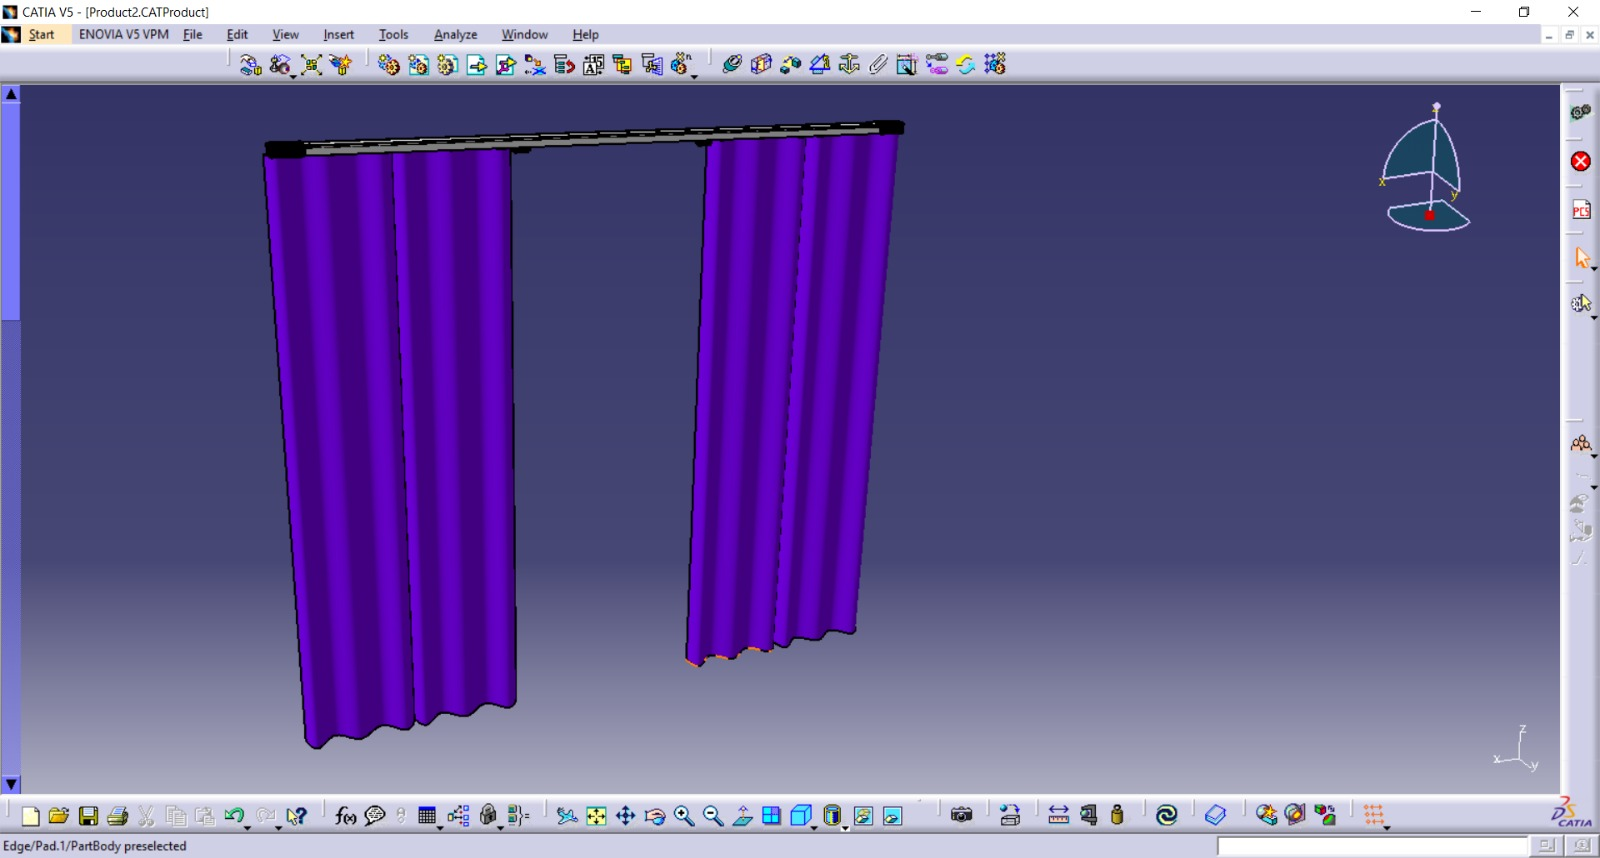 CATIA V5 - [Product2.CATProduct]
Start ENOVIA V5 VPM File Edit View Insert Tools Analyze Window Help
x
y
PCS
z
x
y
f(x)
CATIA
Edge/Pad.1/PartBody preselected